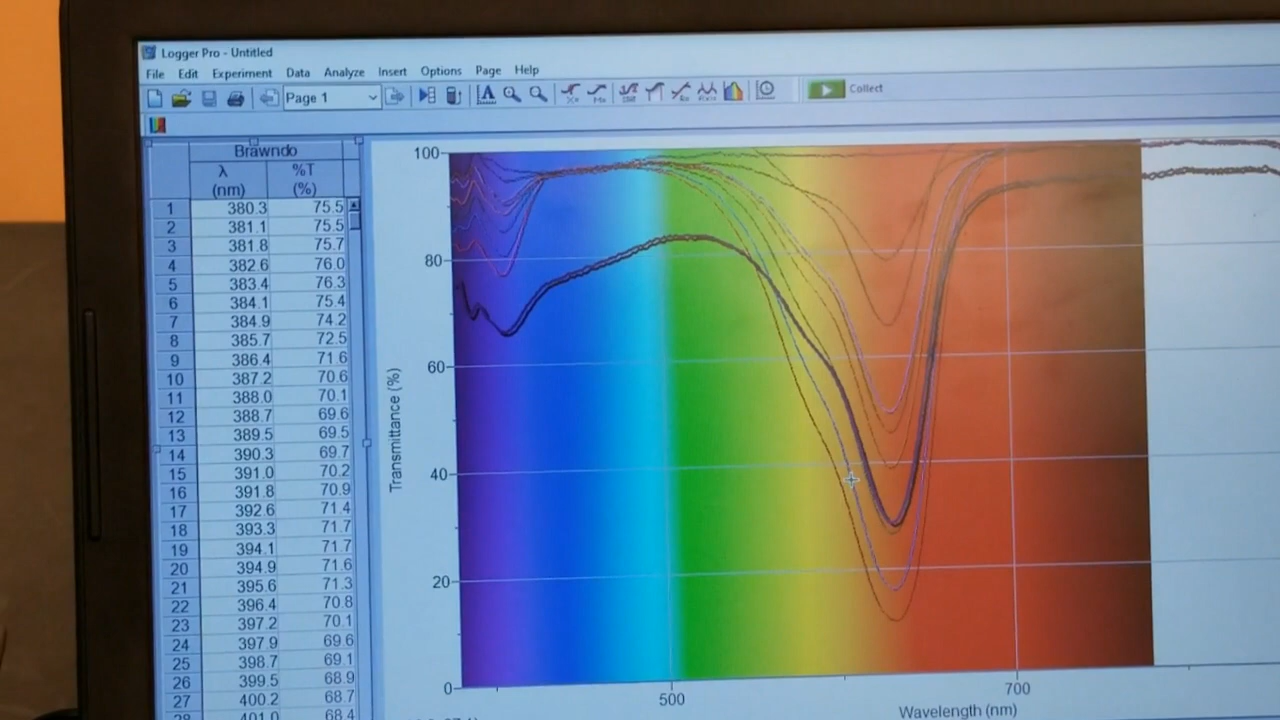 Logger Pro - Untitled
File Edit Experiment Data Analyze Insert Options Page Help
Page 1
Collect
Brawndo
λ %T
(nm) (%)
1 380.3 75.5
2 381.1 75.5
3 381.8 75.7
4 382.6 76.0
5 383.4 76.3
6 384.1 75.4
7 384.9 74.2
8 385.7 72.5
9 386.4 71.6
10 387.2 70.6
11 388.0 70.1
12 388.7 69.6
13 389.5 69.5
14 390.3 69.7
15 391.0 70.2
16 391.8 70.9
17 392.6 71.4
18 393.3 71.7
19 394.1 71.7
20 394.9 71.6
21 395.6 71.3
22 396.4 70.8
23 397.2 70.1
24 397.9 69.6
25 398.7 69.1
26 399.5 68.9
27 400.2 68.7
28 401.0 68.4
Transmittance (%)
100
80
60
40
20
0
500 700
Wavelength (nm)